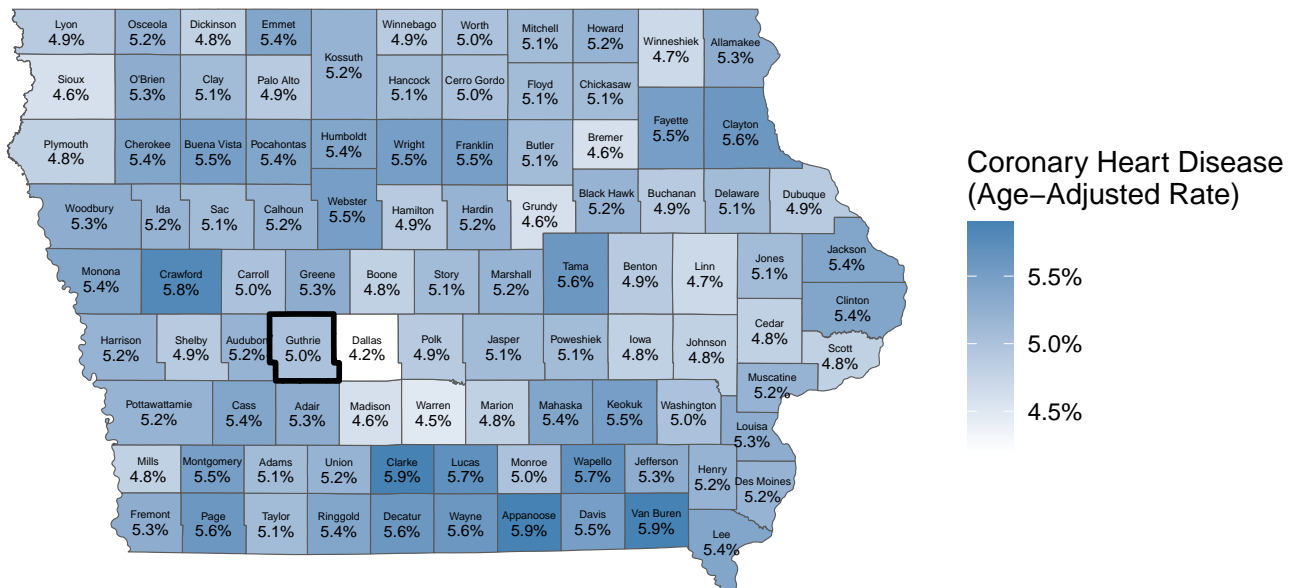 Lyon
4.9%
Osceola
5.2%
Dickinson
4.8%
Emmet
5.4%
Kossuth
5.2%
Winnebago
4.9%
Worth
5.0%
Mitchell
5.1%
Howard
5.2%
Winneshiek
4.7%
Allamakee
5.3%
Sioux
4.6%
O'Brien
5.3%
Clay
5.1%
Palo Alto
4.9%
Hancock
5.1%
Cerro Gordo
5.0%
Floyd
5.1%
Chickasaw
5.1%
Fayette
5.5%
Clayton
5.6%
Plymouth
4.8%
Cherokee
5.4%
Buena Vista
5.5%
Pocahontas
5.4%
Humboldt
5.4%
Wright
5.5%
Franklin
5.5%
Butler
5.1%
Bremer
4.6%
Woodbury
5.3%
Ida
5.2%
Sac
5.1%
Calhoun
5.2%
Webster
5.5%
Hamilton
4.9%
Hardin
5.2%
Grundy
4.6%
Black Hawk
5.2%
Buchanan
4.9%
Delaware
5.1%
Dubuque
4.9%
Monona
5.4%
Crawford
5.8%
Carroll
5.0%
Greene
5.3%
Boone
4.8%
Story
5.1%
Marshall
5.2%
Tama
5.6%
Benton
4.9%
Linn
4.7%
Jones
5.1%
Jackson
5.4%
Clinton
5.4%
Harrison
5.2%
Shelby
4.9%
Audubon
5.2%
Guthrie
5.0%
Dallas
4.2%
Polk
4.9%
Jasper
5.1%
Poweshiek
5.1%
Iowa
4.8%
Johnson
4.8%
Cedar
4.8%
Scott
4.8%
Muscatine
5.2%
Pottawattamie
5.2%
Cass
5.4%
Adair
5.3%
Madison
4.6%
Warren
4.5%
Marion
4.8%
Mahaska
5.4%
Keokuk
5.5%
Washington
5.0%
Louisa
5.3%
Mills
4.8%
Montgomery
5.5%
Adams
5.1%
Union
5.2%
Clarke
5.9%
Lucas
5.7%
Monroe
5.0%
Wapello
5.7%
Jefferson
5.3%
Henry
5.2%
Des Moines
5.2%
Fremont
5.3%
Page
5.6%
Taylor
5.1%
Ringgold
5.4%
Decatur
5.6%
Wayne
5.6%
Appanoose
5.9%
Davis
5.5%
Van Buren
5.9%
Lee
5.4%
Coronary Heart Disease
(Age−Adjusted Rate)
5.5%
5.0%
4.5%